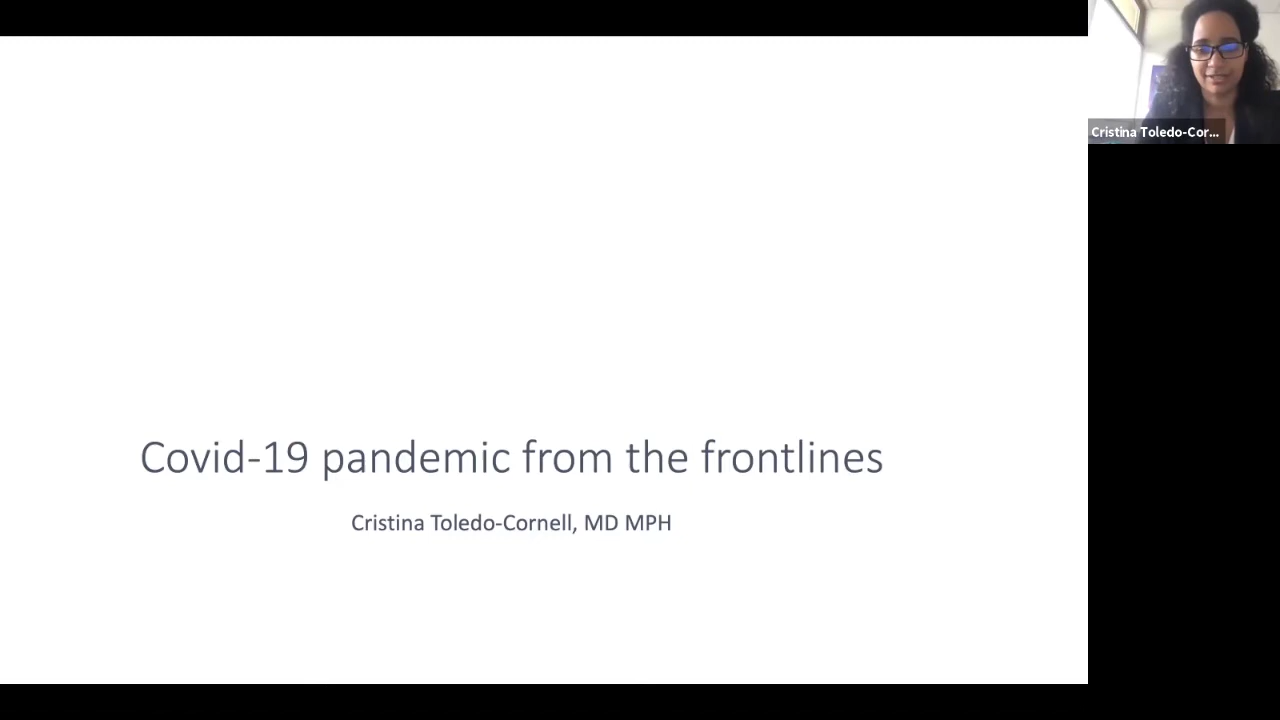 Cristina Toledo-Cor...
Covid-19 pandemic from the frontlines
Cristina Toledo-Cornell, MD MPH